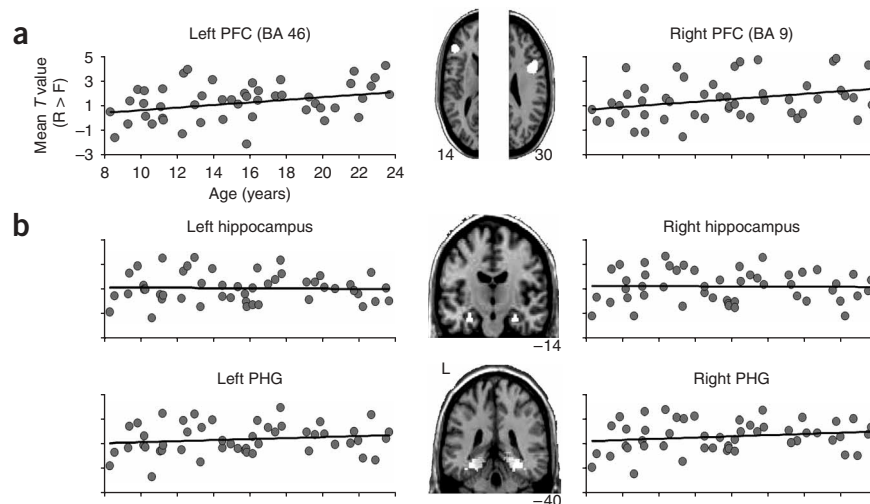 a
Left PFC (BA 46)
Right PFC (BA 9)
Mean T value
(R > F)
5
3
1
−1
−3
8 10 12 14 16 18 20 22 24
Age (years)
14 30
b
Left hippocampus
Right hippocampus
−14
Left PHG
L
Right PHG
−40